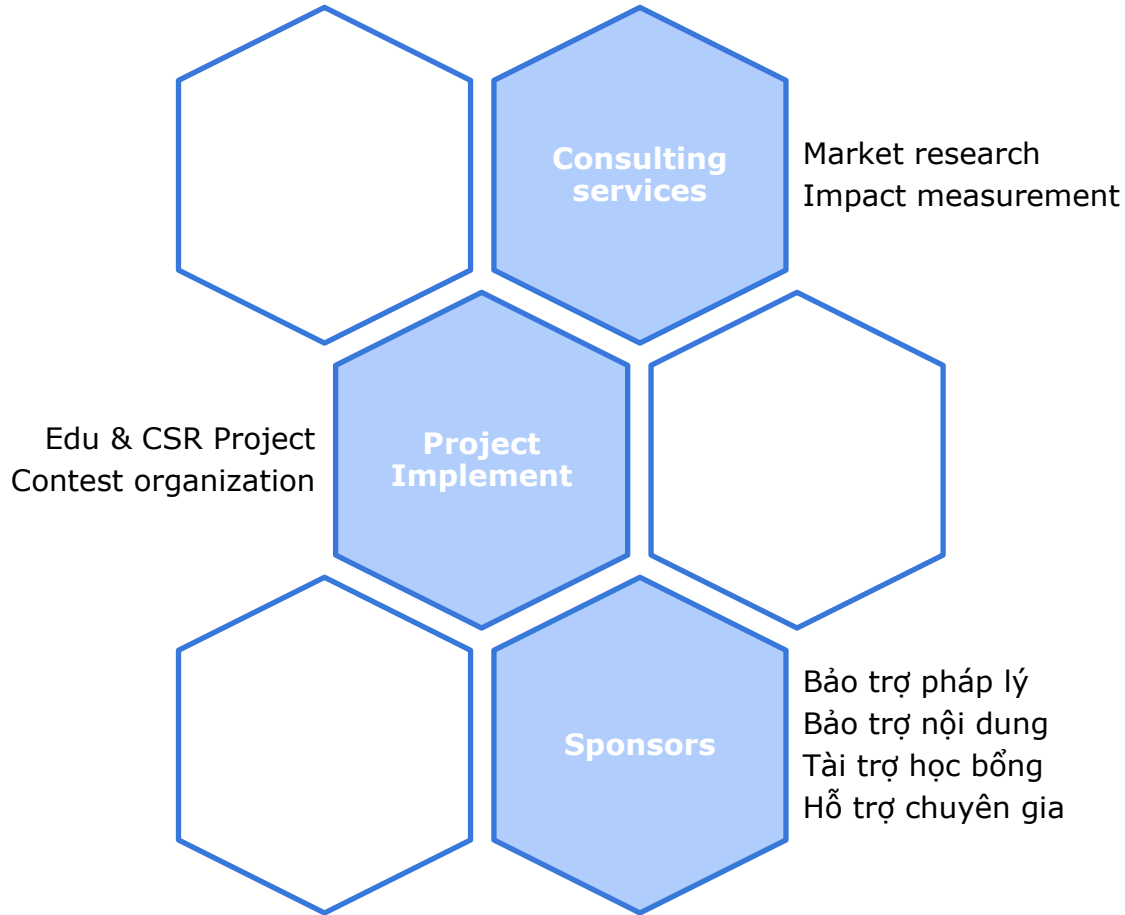 Consulting
services
Market research
Impact measurement
Edu & CSR Project
Contest organization
Project
Implement
Sponsors
Bảo trợ pháp lý
Bảo trợ nội dung
Tài trợ học bổng
Hỗ trợ chuyên gia